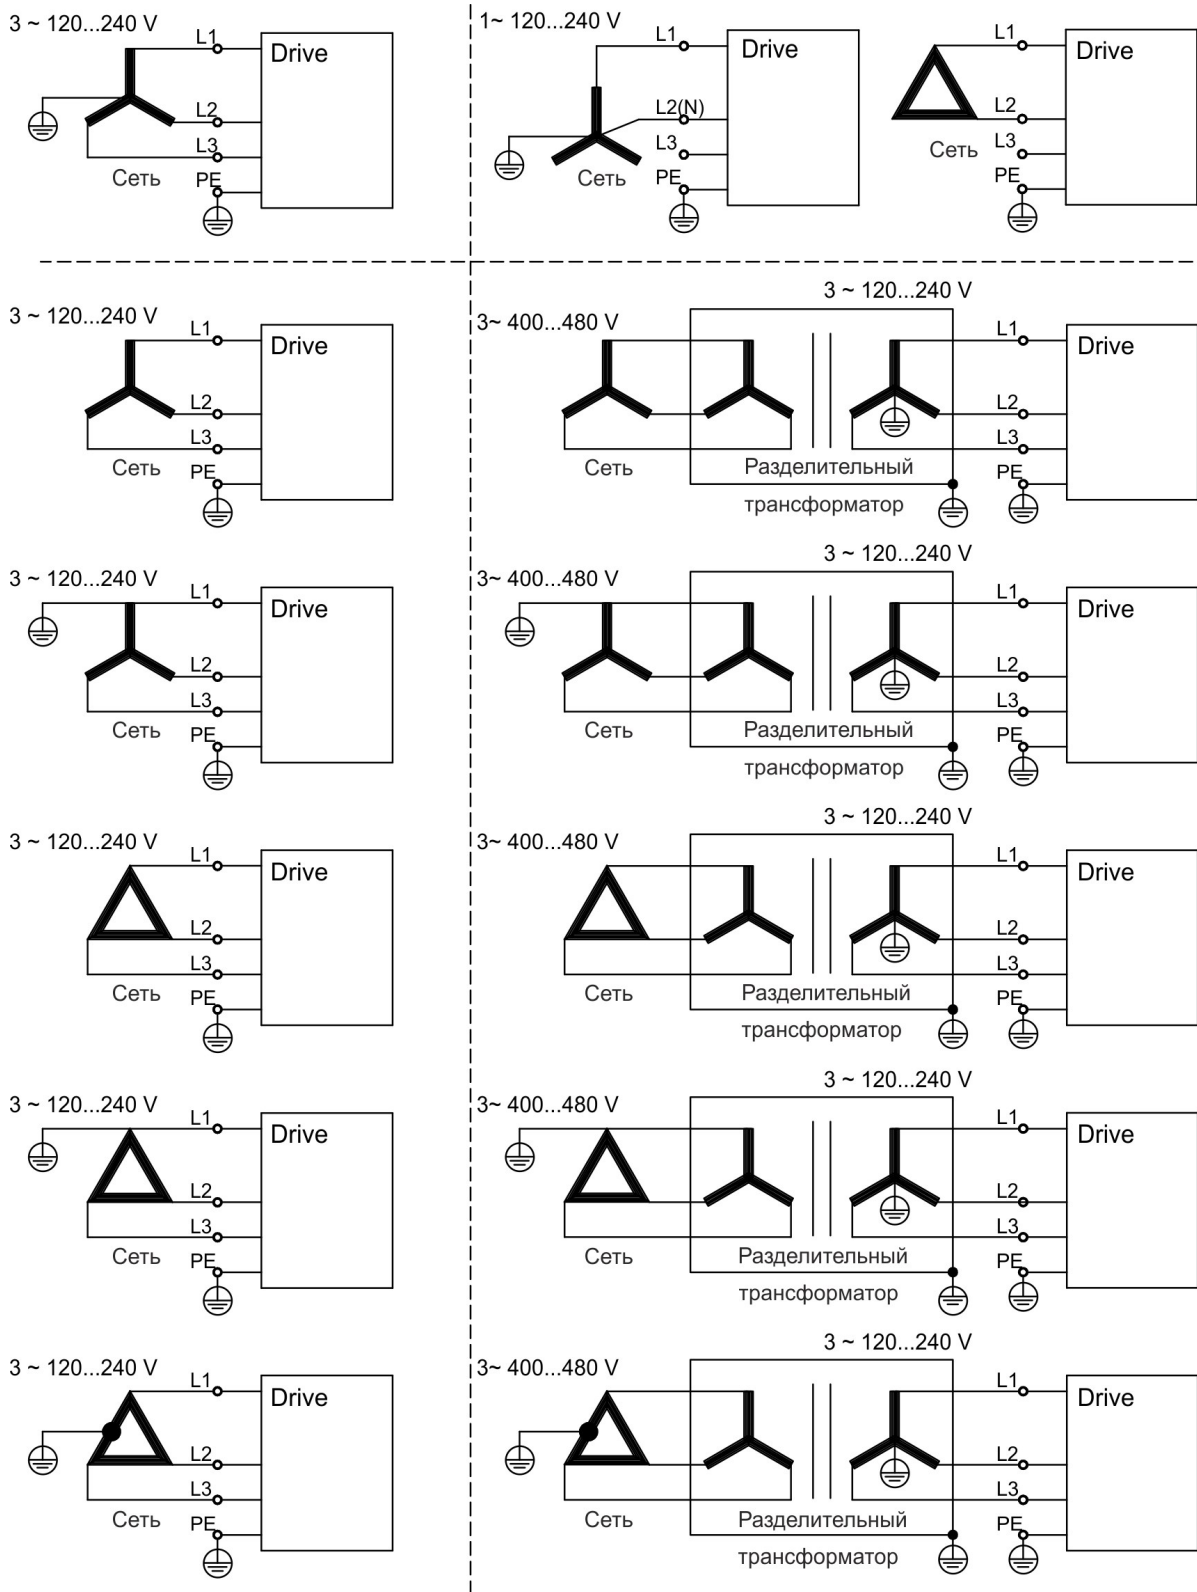 3 ~ 120...240 V
L1
Drive
L2
L3
Сеть
PE
1~ 120...240 V
L1
Drive
L2(N)
L3
Сеть
PE
L1
Drive
L2
Сеть
L3
PE
3 ~ 120...240 V
L1
Drive
L2
L3
Сеть
PE
3 ~ 120...240 V
3~ 400...480 V
L1
Drive
L2
L3
Сеть
Разделительный
трансформатор
PE
3 ~ 120...240 V
L1
Drive
L2
L3
Сеть
PE
3 ~ 120...240 V
3~ 400...480 V
L1
Drive
L2
L3
Сеть
Разделительный
трансформатор
PE
3 ~ 120...240 V
L1
Drive
L2
L3
Сеть
PE
3 ~ 120...240 V
3~ 400...480 V
L1
Drive
L2
L3
Сеть
Разделительный
трансформатор
PE
3 ~ 120...240 V
L1
Drive
L2
L3
Сеть
PE
3 ~ 120...240 V
3~ 400...480 V
L1
Drive
L2
L3
Сеть
Разделительный
трансформатор
PE
3 ~ 120...240 V
L1
Drive
L2
L3
Сеть
PE
3 ~ 120...240 V
3~ 400...480 V
L1
Drive
L2
L3
Сеть
Разделительный
трансформатор
PE